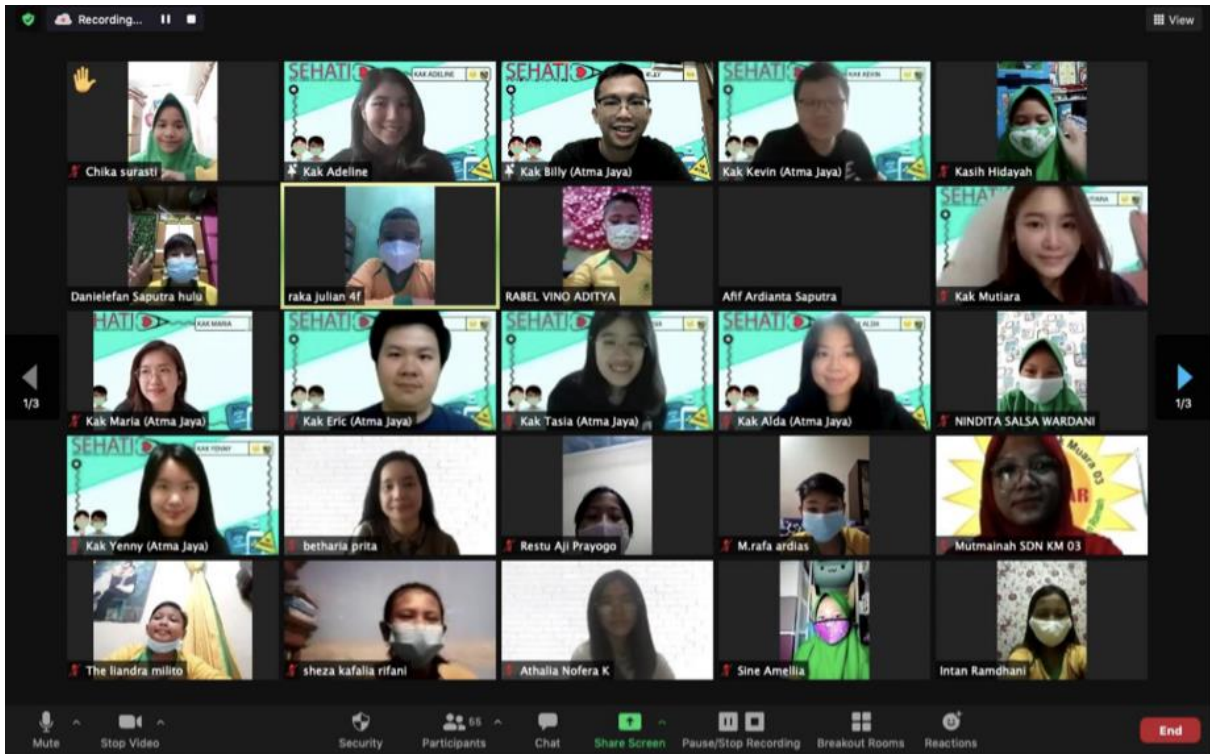 Recording...
View
SEHATI KAK ADELINE
SEHATI
SEHATI KAK KEVIN
Chika surasti
Kak Adeline
Kak Billy (Atma Jaya)
Kak Kevin (Atma Jaya)
Kasih Hidayah
SEHAT
Danielefan Saputra hulu
raka julian 4f
RABEL VINO ADITYA
Afif Ardianta Saputra
Kak Mutiara
HATI KAK MARIA
SEHATI
SEHATI
SEHATI ALDA
1/3
1/3
Kak Maria (Atma Jaya)
Kak Eric (Atma Jaya)
Kak Tasia (Atma Jaya)
Kak Alda (Atma Jaya)
NINDITA SALSA WARDANI
SEHATI KAK YENNY
Muara 03
AR
Kak Yenny (Atma Jaya)
betharia prita
Restu Aji Prayogo
M.rafa ardias
Mutmainah SDN KM 03
The liandra milito
sheza kafalia rifani
Athalia Nofera K
Sine Amellia
Intan Ramdhani
Mute
Stop Video
Security
65
Participants
Chat
Share Screen
Pause/Stop Recording
Breakout Rooms
Reactions
End